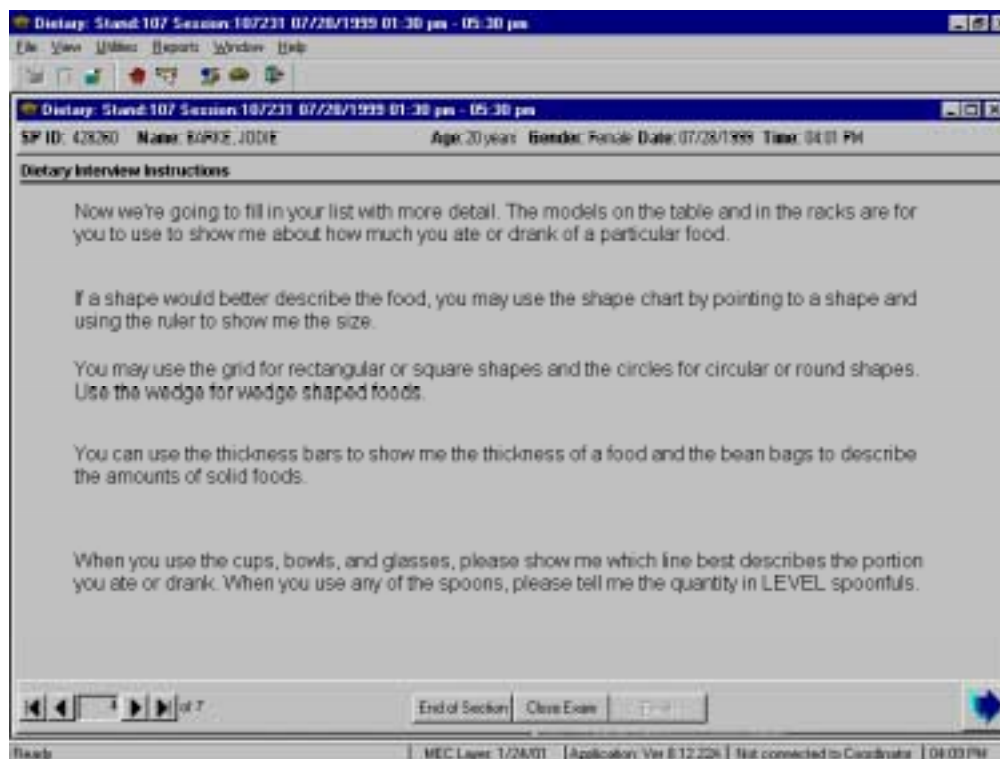 Dietary: Stand:107 Session:107231 07/28/1999 01:30 pm - 05:30 pm
File View Utilities Reports Window Help
Dietary: Stand:107 Session:107231 07/28/1999 01:30 pm - 05:30 pm
SP ID: 428260 Name: JODIE Age: 20 years Gender: Female Date: 07/28/1999 Time: 04:01 PM
Dietary Interview Instructions
Now we're going to fill in your list with more detail. The models on the table and in the racks are for
you to use to show me about how much you ate or drank of a particular food.
If a shape would better describe the food, you may use the shape chart by pointing to a shape and
using the ruler to show me the size.
You may use the grid for rectangular or square shapes and the circles for circular or round shapes.
Use the wedge for wedge shaped foods.
You can use the thickness bars to show me the thickness of a food and the bean bags to describe
the amounts of solid foods.
When you use the cups, bowls, and glasses, please show me which line best describes the portion
you ate or drank. When you use any of the spoons, please tell me the quantity in LEVEL spoonfuls.
of 7 End of Section Close Exam
Ready MEC Layer: 1/24/01 Application: Ver 8.12.224 Not connected to Coordinator 04:03 PM